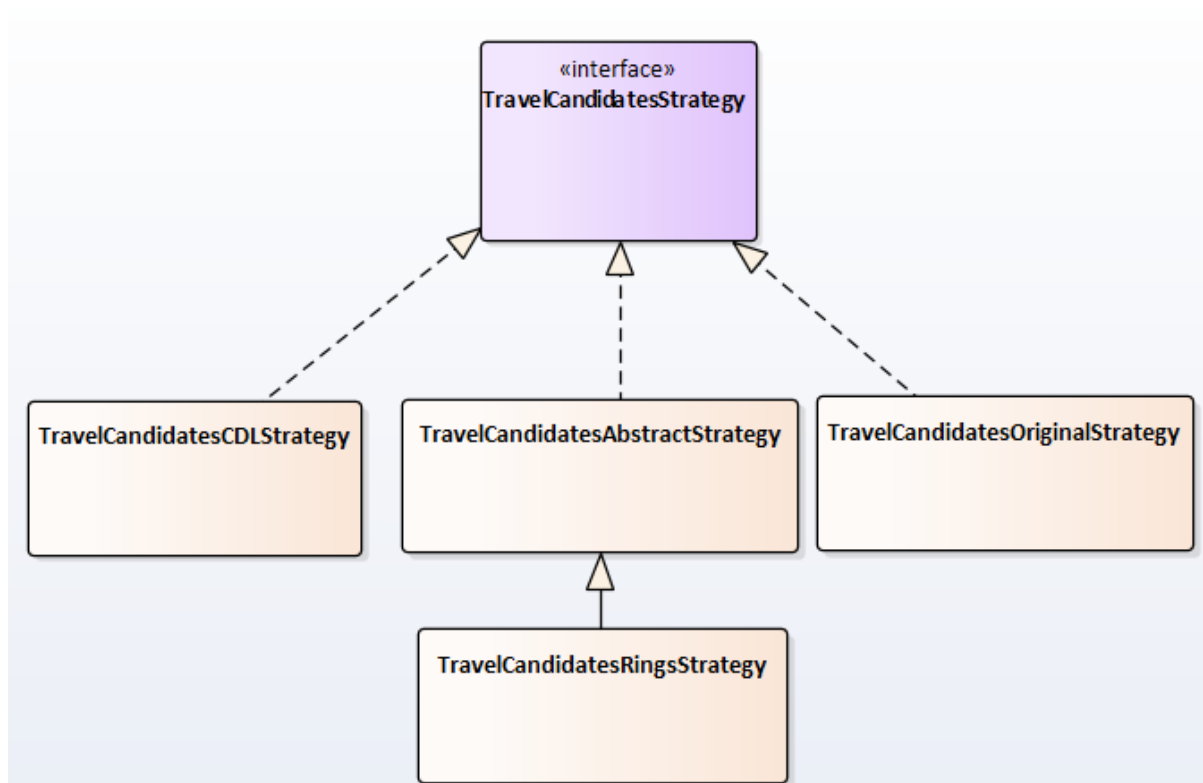 «interface»
TravelCandidatesStrategy
TravelCandidatesCDLStrategy
TravelCandidatesAbstractStrategy
TravelCandidatesOriginalStrategy
TravelCandidatesRingsStrategy